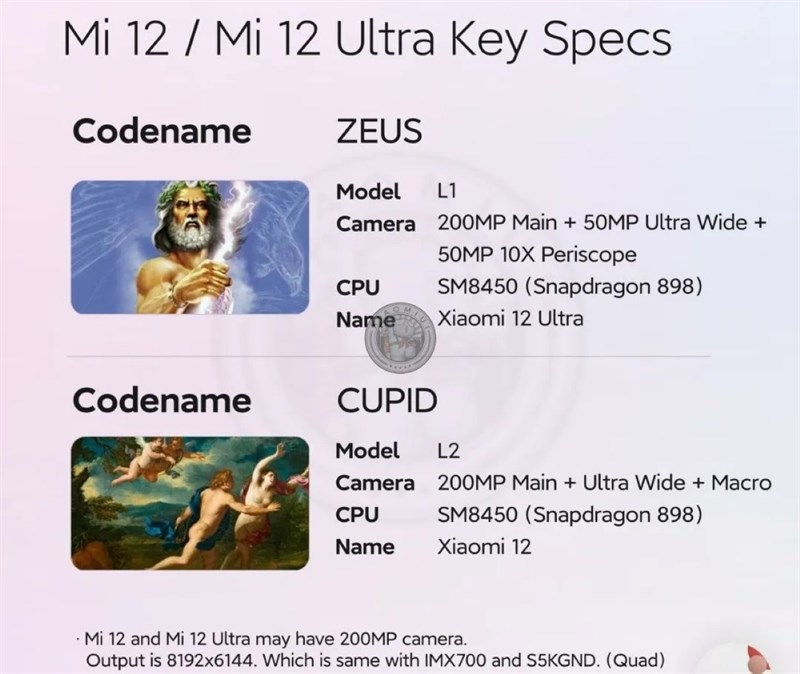 Mi 12 / Mi 12 Ultra Key Specs
Codename ZEUS
Model L1
Camera 200MP Main + 50MP Ultra Wide +
50MP 10X Periscope
CPU SM8450 (Snapdragon 898)
Name Xiaomi 12 Ultra
Codename CUPID
Model L2
Camera 200MP Main + Ultra Wide + Macro
CPU SM8450 (Snapdragon 898)
Name Xiaomi 12
· Mi 12 and Mi 12 Ultra may have 200MP camera.
Output is 8192x6144. Which is same with IMX700 and S5KGND. (Quad)